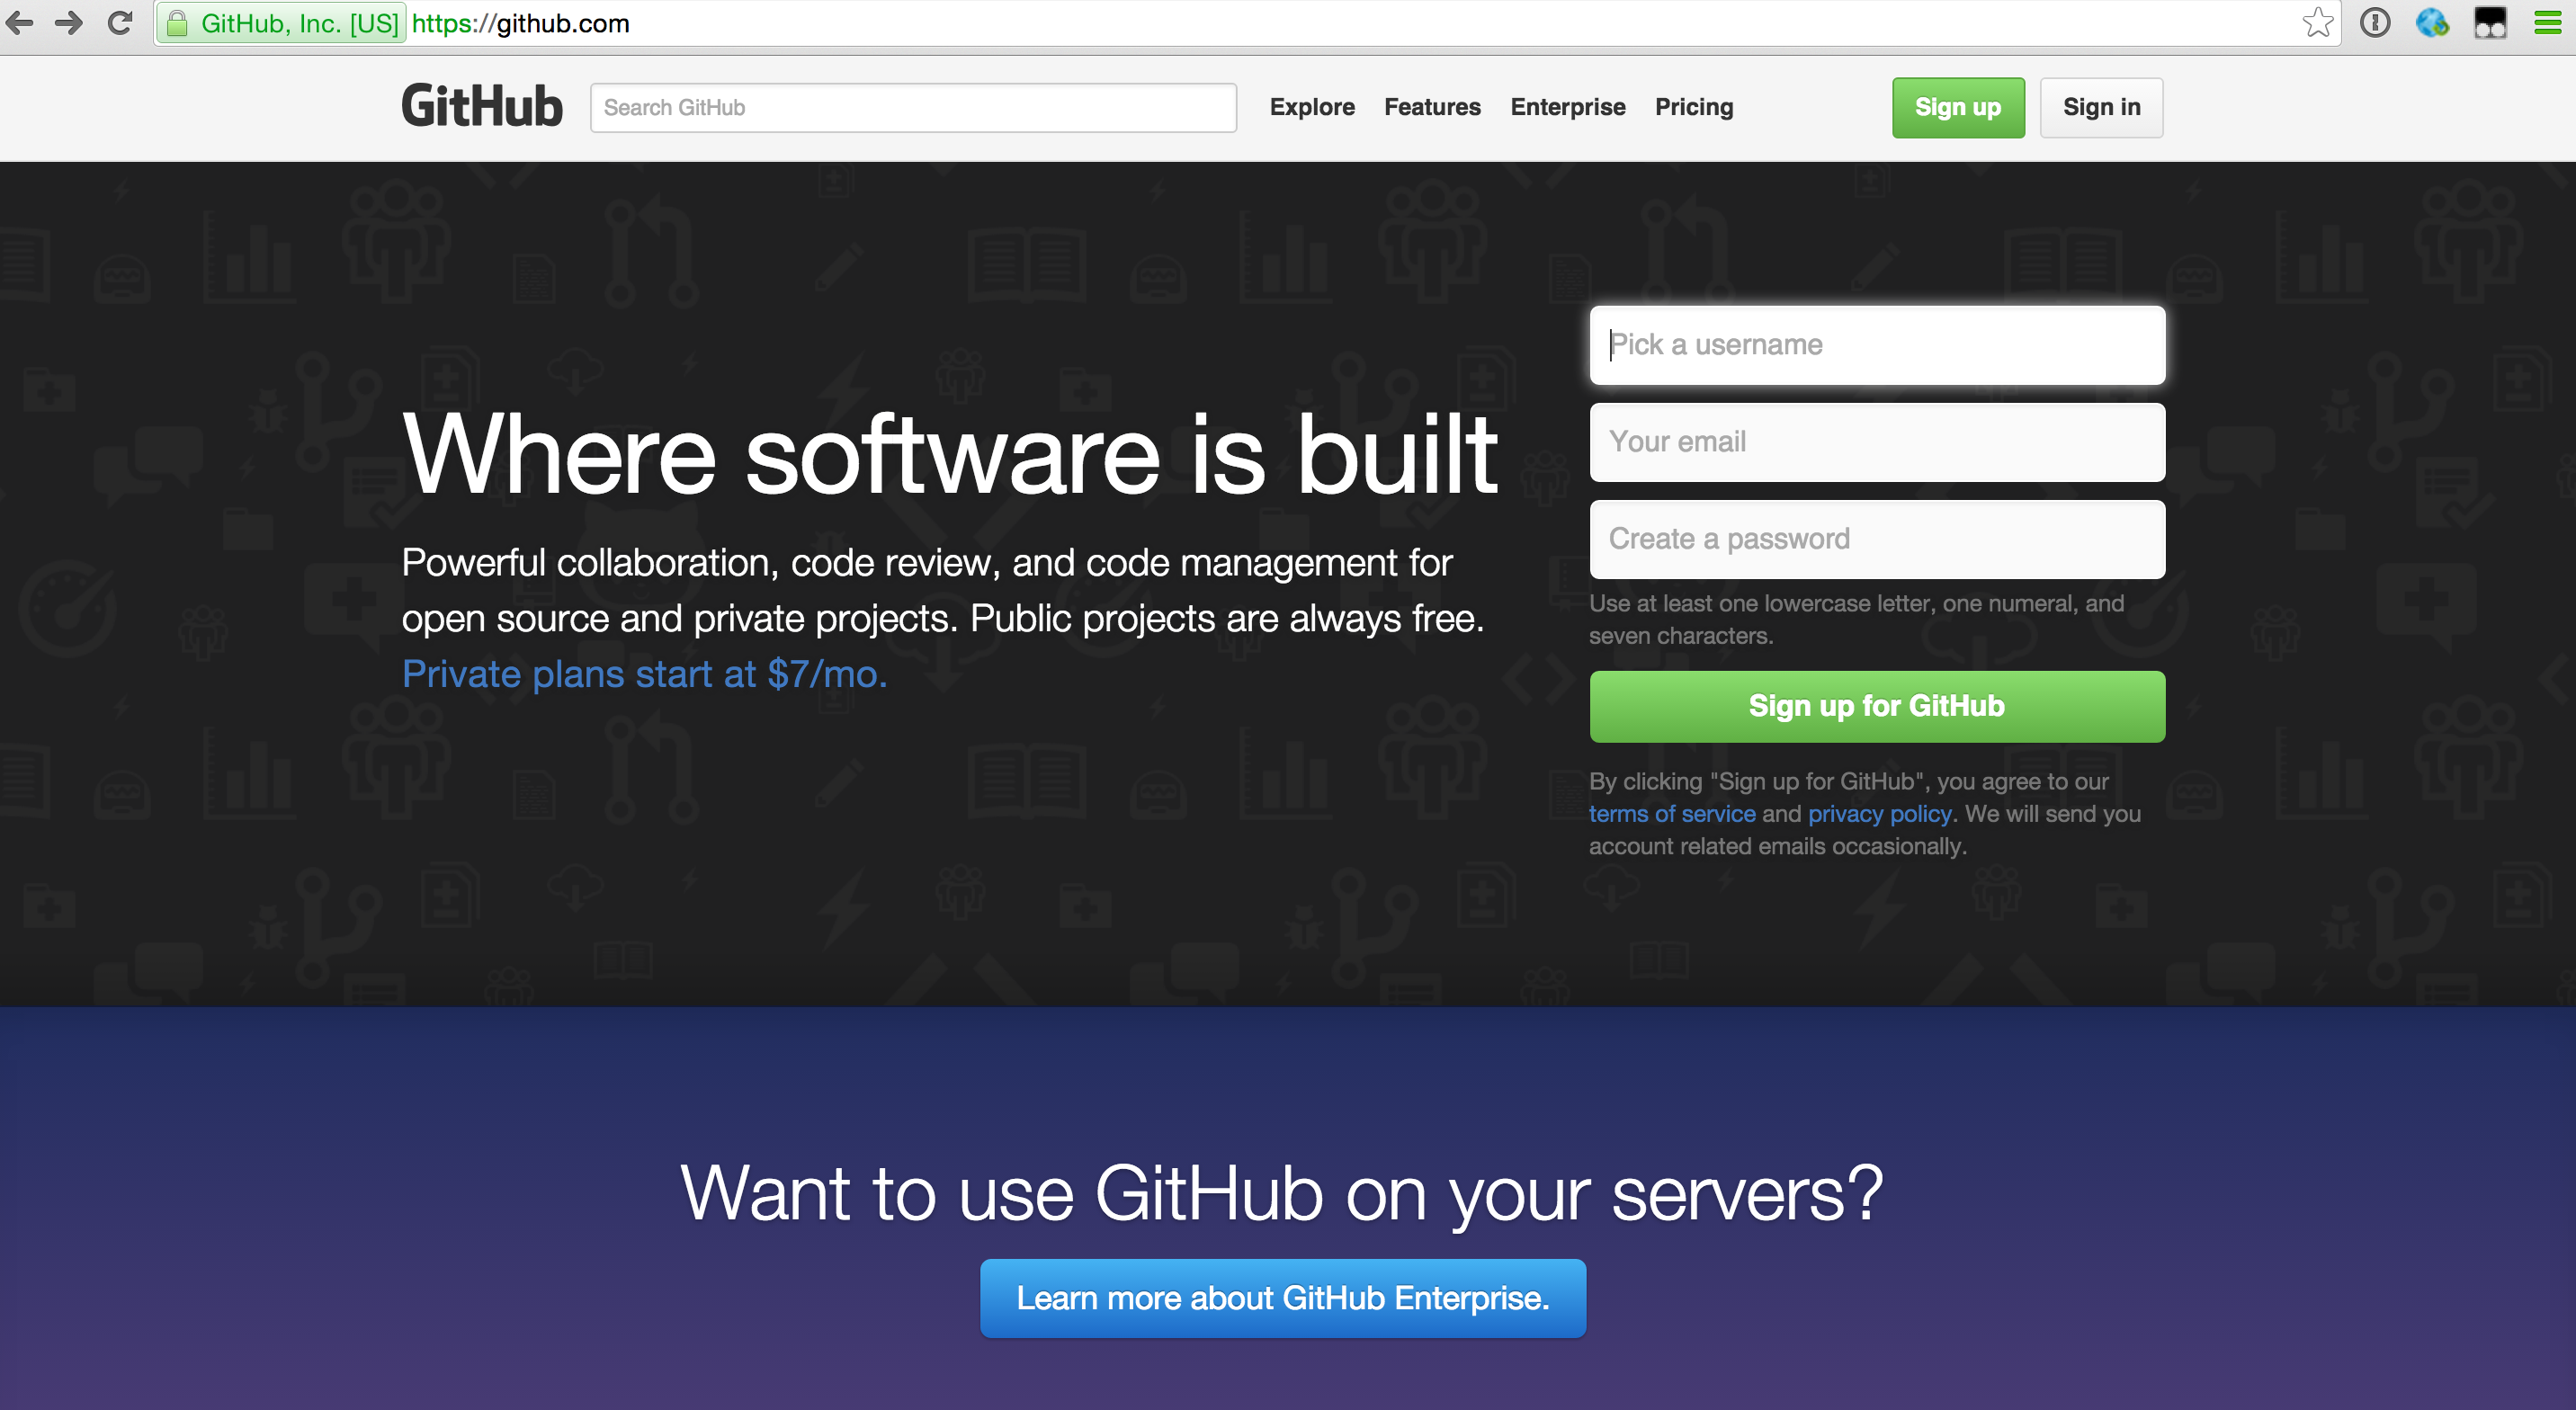 GitHub, Inc. [US] https://github.com
GitHub Search GitHub Explore Features Enterprise Pricing Sign up Sign in
Where software is built
Powerful collaboration, code review, and code management for
open source and private projects. Public projects are always free.
Private plans start at $7/mo.
Pick a username
Your email
Create a password
Use at least one lowercase letter, one numeral, and
seven characters.
Sign up for GitHub
By clicking "Sign up for GitHub", you agree to our
terms of service and privacy policy. We will send you
account related emails occasionally.
Want to use GitHub on your servers?
Learn more about GitHub Enterprise.